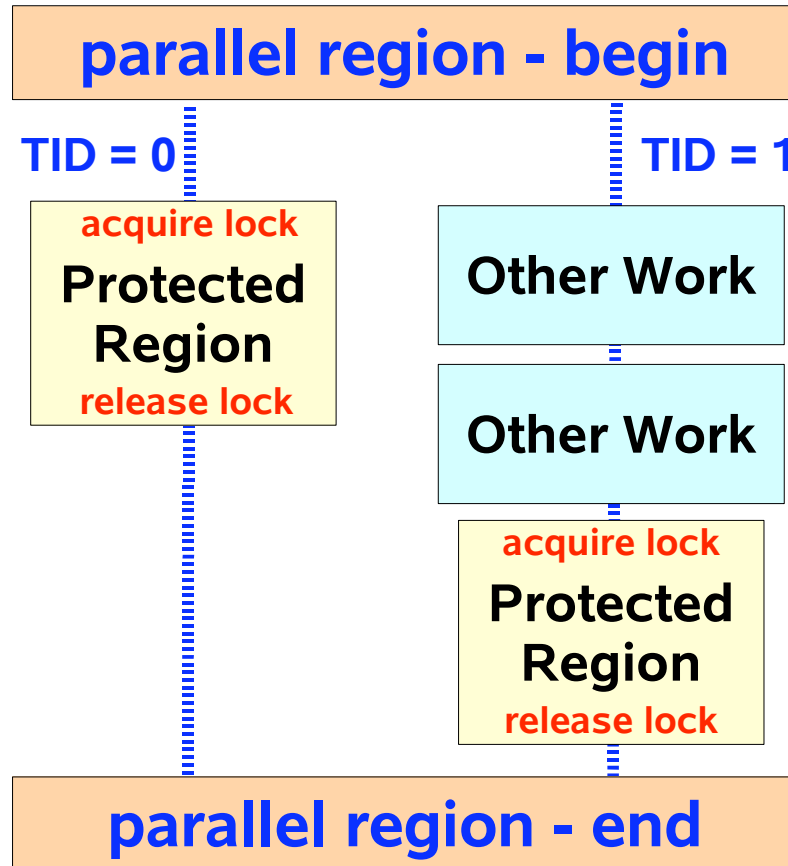 parallel region - begin
TID = 0
TID = 1
acquire lock
Protected
Region
release lock
Other Work
Other Work
acquire lock
Protected
Region
release lock
parallel region - end